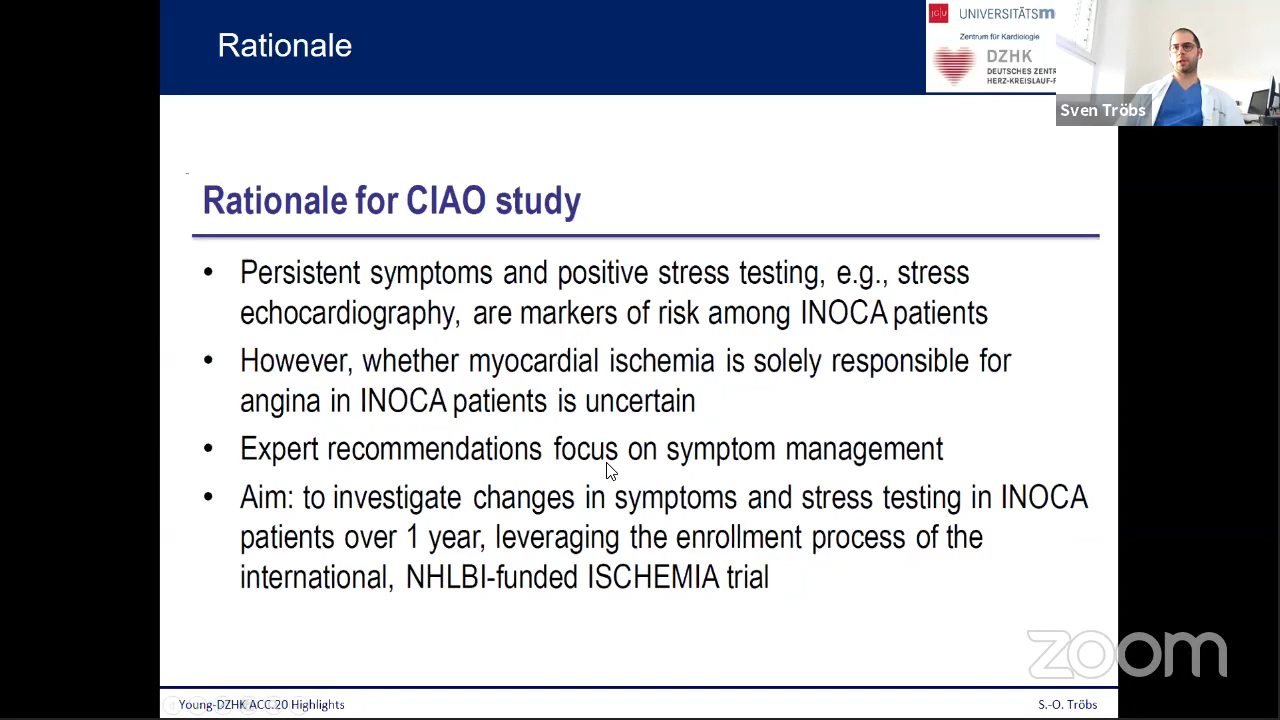 Rationale
JG|U UNIVERSITÄTSm
Zentrum für Kardiologie
DZHK
DEUTSCHES ZENTR
HERZ-KREISLAUF-F
Sven Tröbs
Rationale for CIAO study
• Persistent symptoms and positive stress testing, e.g., stress
echocardiography, are markers of risk among INOCA patients
• However, whether myocardial ischemia is solely responsible for
angina in INOCA patients is uncertain
• Expert recommendations focus on symptom management
• Aim: to investigate changes in symptoms and stress testing in INOCA
patients over 1 year, leveraging the enrollment process of the
international, NHLBI-funded ISCHEMIA trial
zoom
Young-DZHK ACC.20 Highlights
S.-O. Tröbs